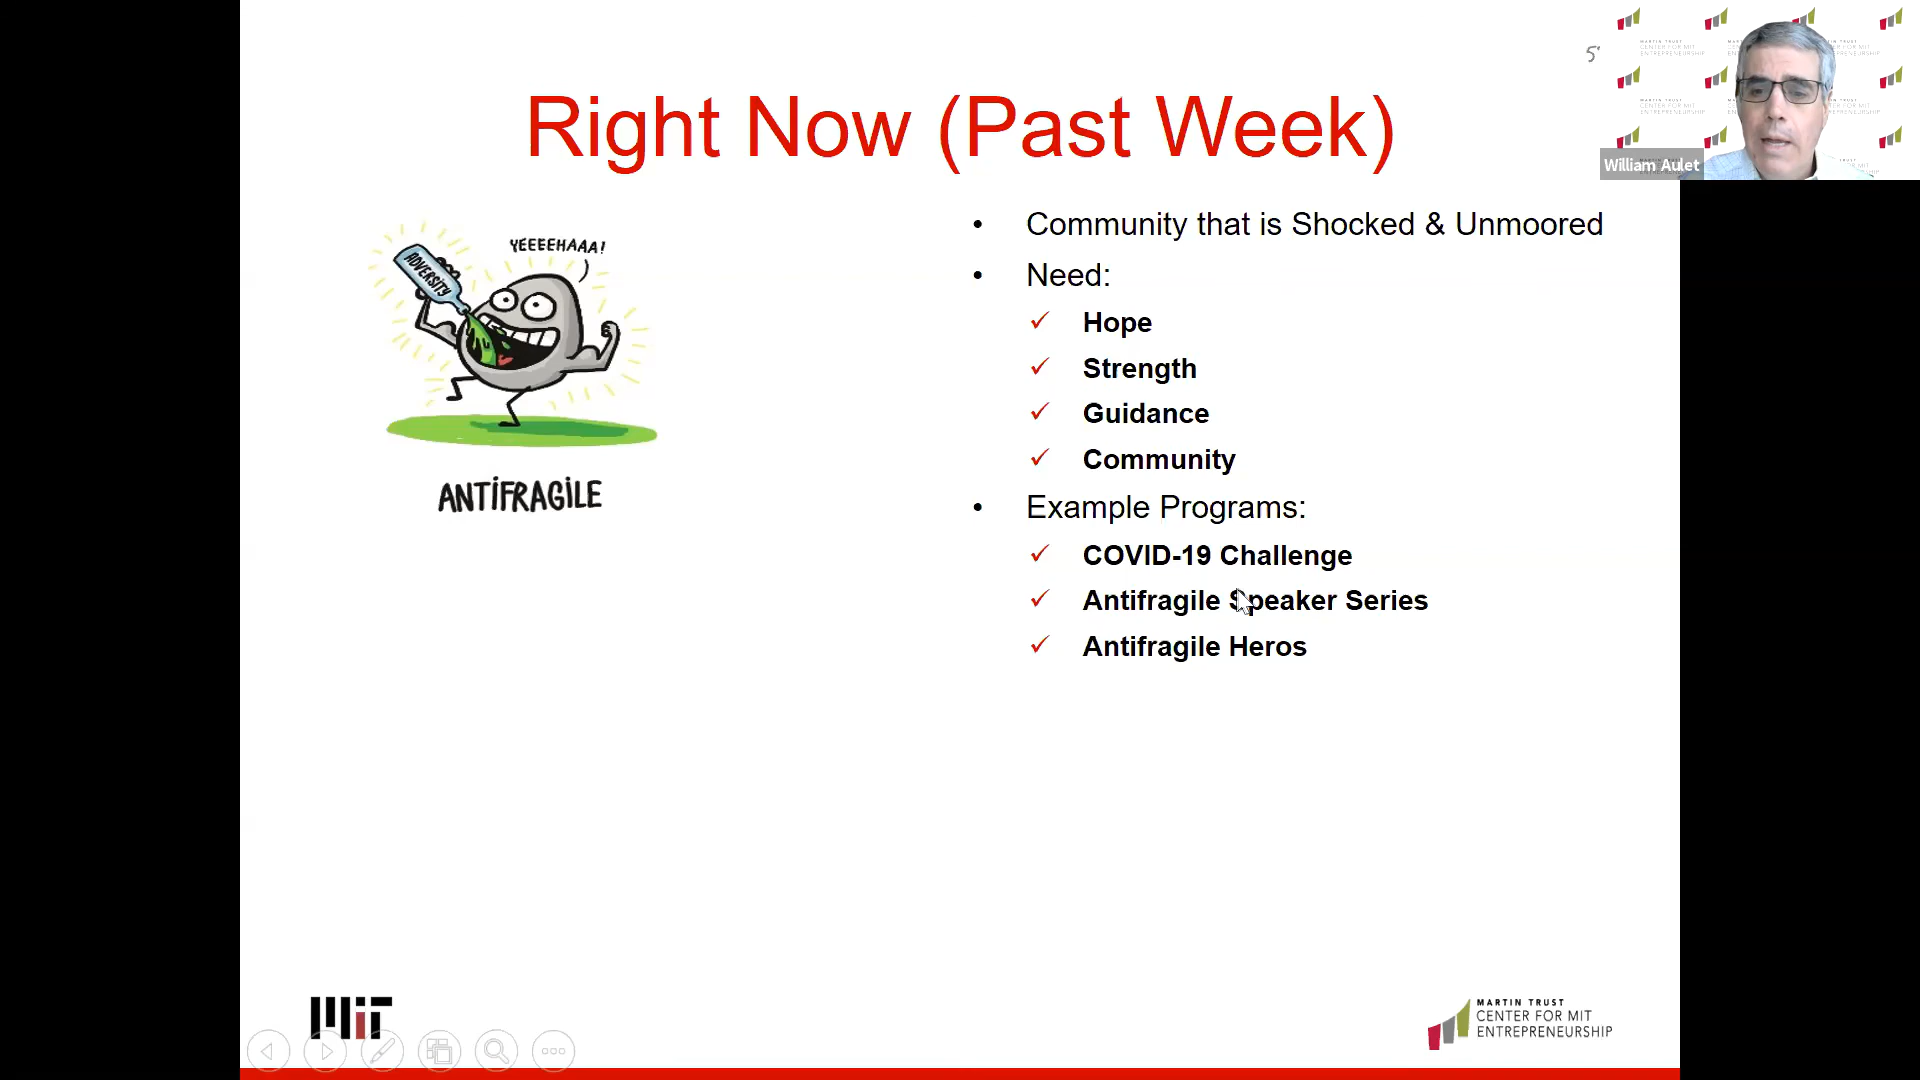 Right Now (Past Week)
William Aulet
YEEEEHAAA!
ADVERSITY
ANTIFRAGILE
• Community that is Shocked & Unmoored
• Need:
✓ Hope
✓ Strength
✓ Guidance
✓ Community
• Example Programs:
✓ COVID-19 Challenge
✓ Antifragile Speaker Series
✓ Antifragile Heros
MIT
MARTIN TRUST
CENTER FOR MIT
ENTREPRENEURSHIP